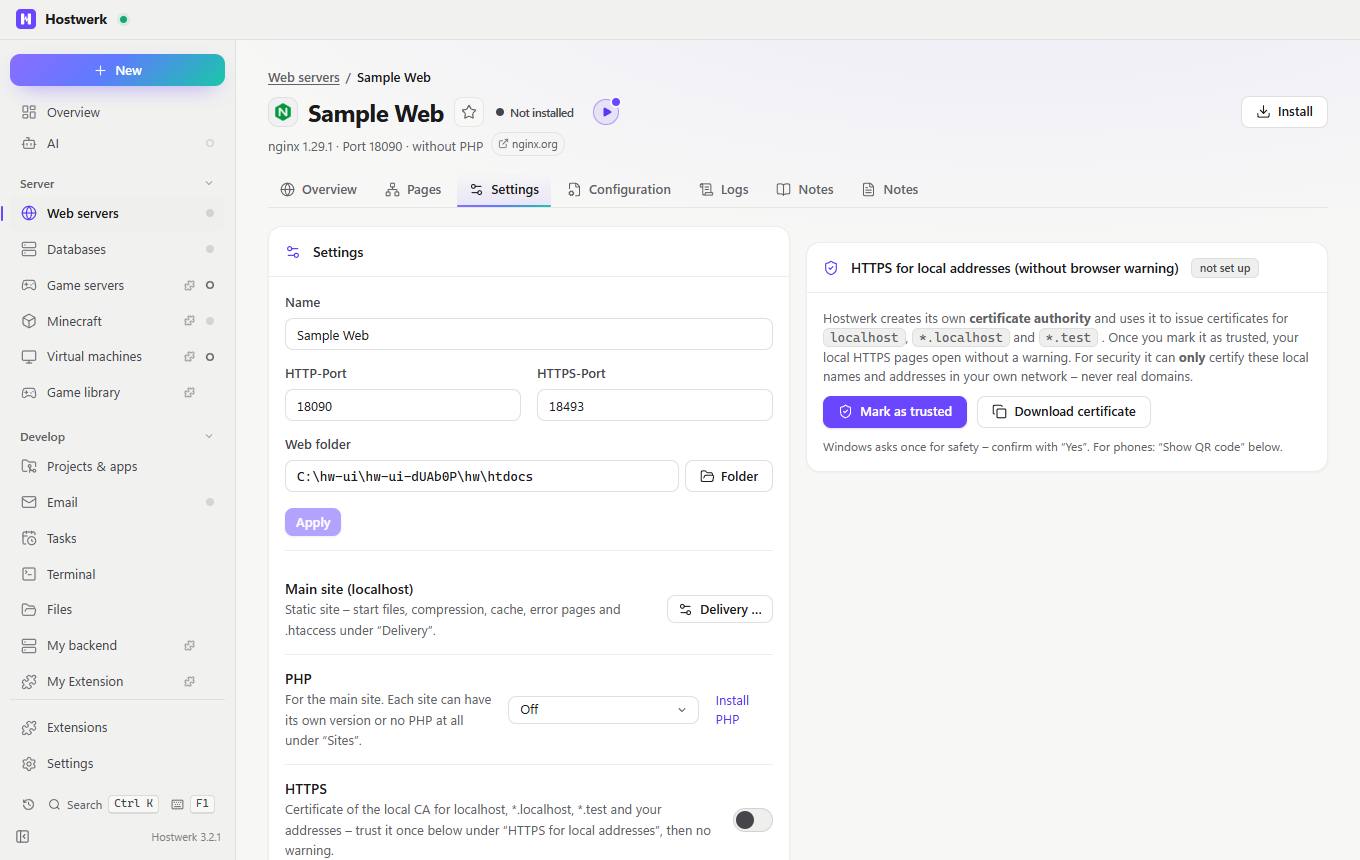 Hostwerk
New
Overview
AI
Server
Web servers
Databases
Game servers
Minecraft
Virtual machines
Game library
Develop
Projects & apps
Email
Tasks
Terminal
Files
My backend
My Extension
Extensions
Settings
Search Ctrl K F1
Hostwerk 3.2.1
Web servers / Sample Web
Sample Web
Not installed
Install
nginx 1.29.1 · Port 18090 · without PHP
nginx.org
Overview Pages Settings Configuration Logs Notes Notes
Settings
Name
Sample Web
HTTP-Port HTTPS-Port
18090 18493
Web folder
C:\hw-ui\hw-ui-dUAb0P\hw\htdocs
Folder
Apply
Main site (localhost)
Static site – start files, compression, cache, error pages and
.htaccess under “Delivery”.
Delivery ...
PHP
For the main site. Each site can have
its own version or no PHP at all
under “Sites”.
Off
Install
PHP
HTTPS
Certificate of the local CA for localhost, *.localhost, *.test and your
addresses – trust it once below under “HTTPS for local addresses”, then no
warning.
HTTPS for local addresses (without browser warning) not set up
Hostwerk creates its own certificate authority and uses it to issue certificates for
localhost, *.localhost and *.test . Once you mark it as trusted, your
local HTTPS pages open without a warning. For security it can only certify these local
names and addresses in your own network – never real domains.
Mark as trusted
Download certificate
Windows asks once for safety – confirm with “Yes”. For phones: “Show QR code” below.